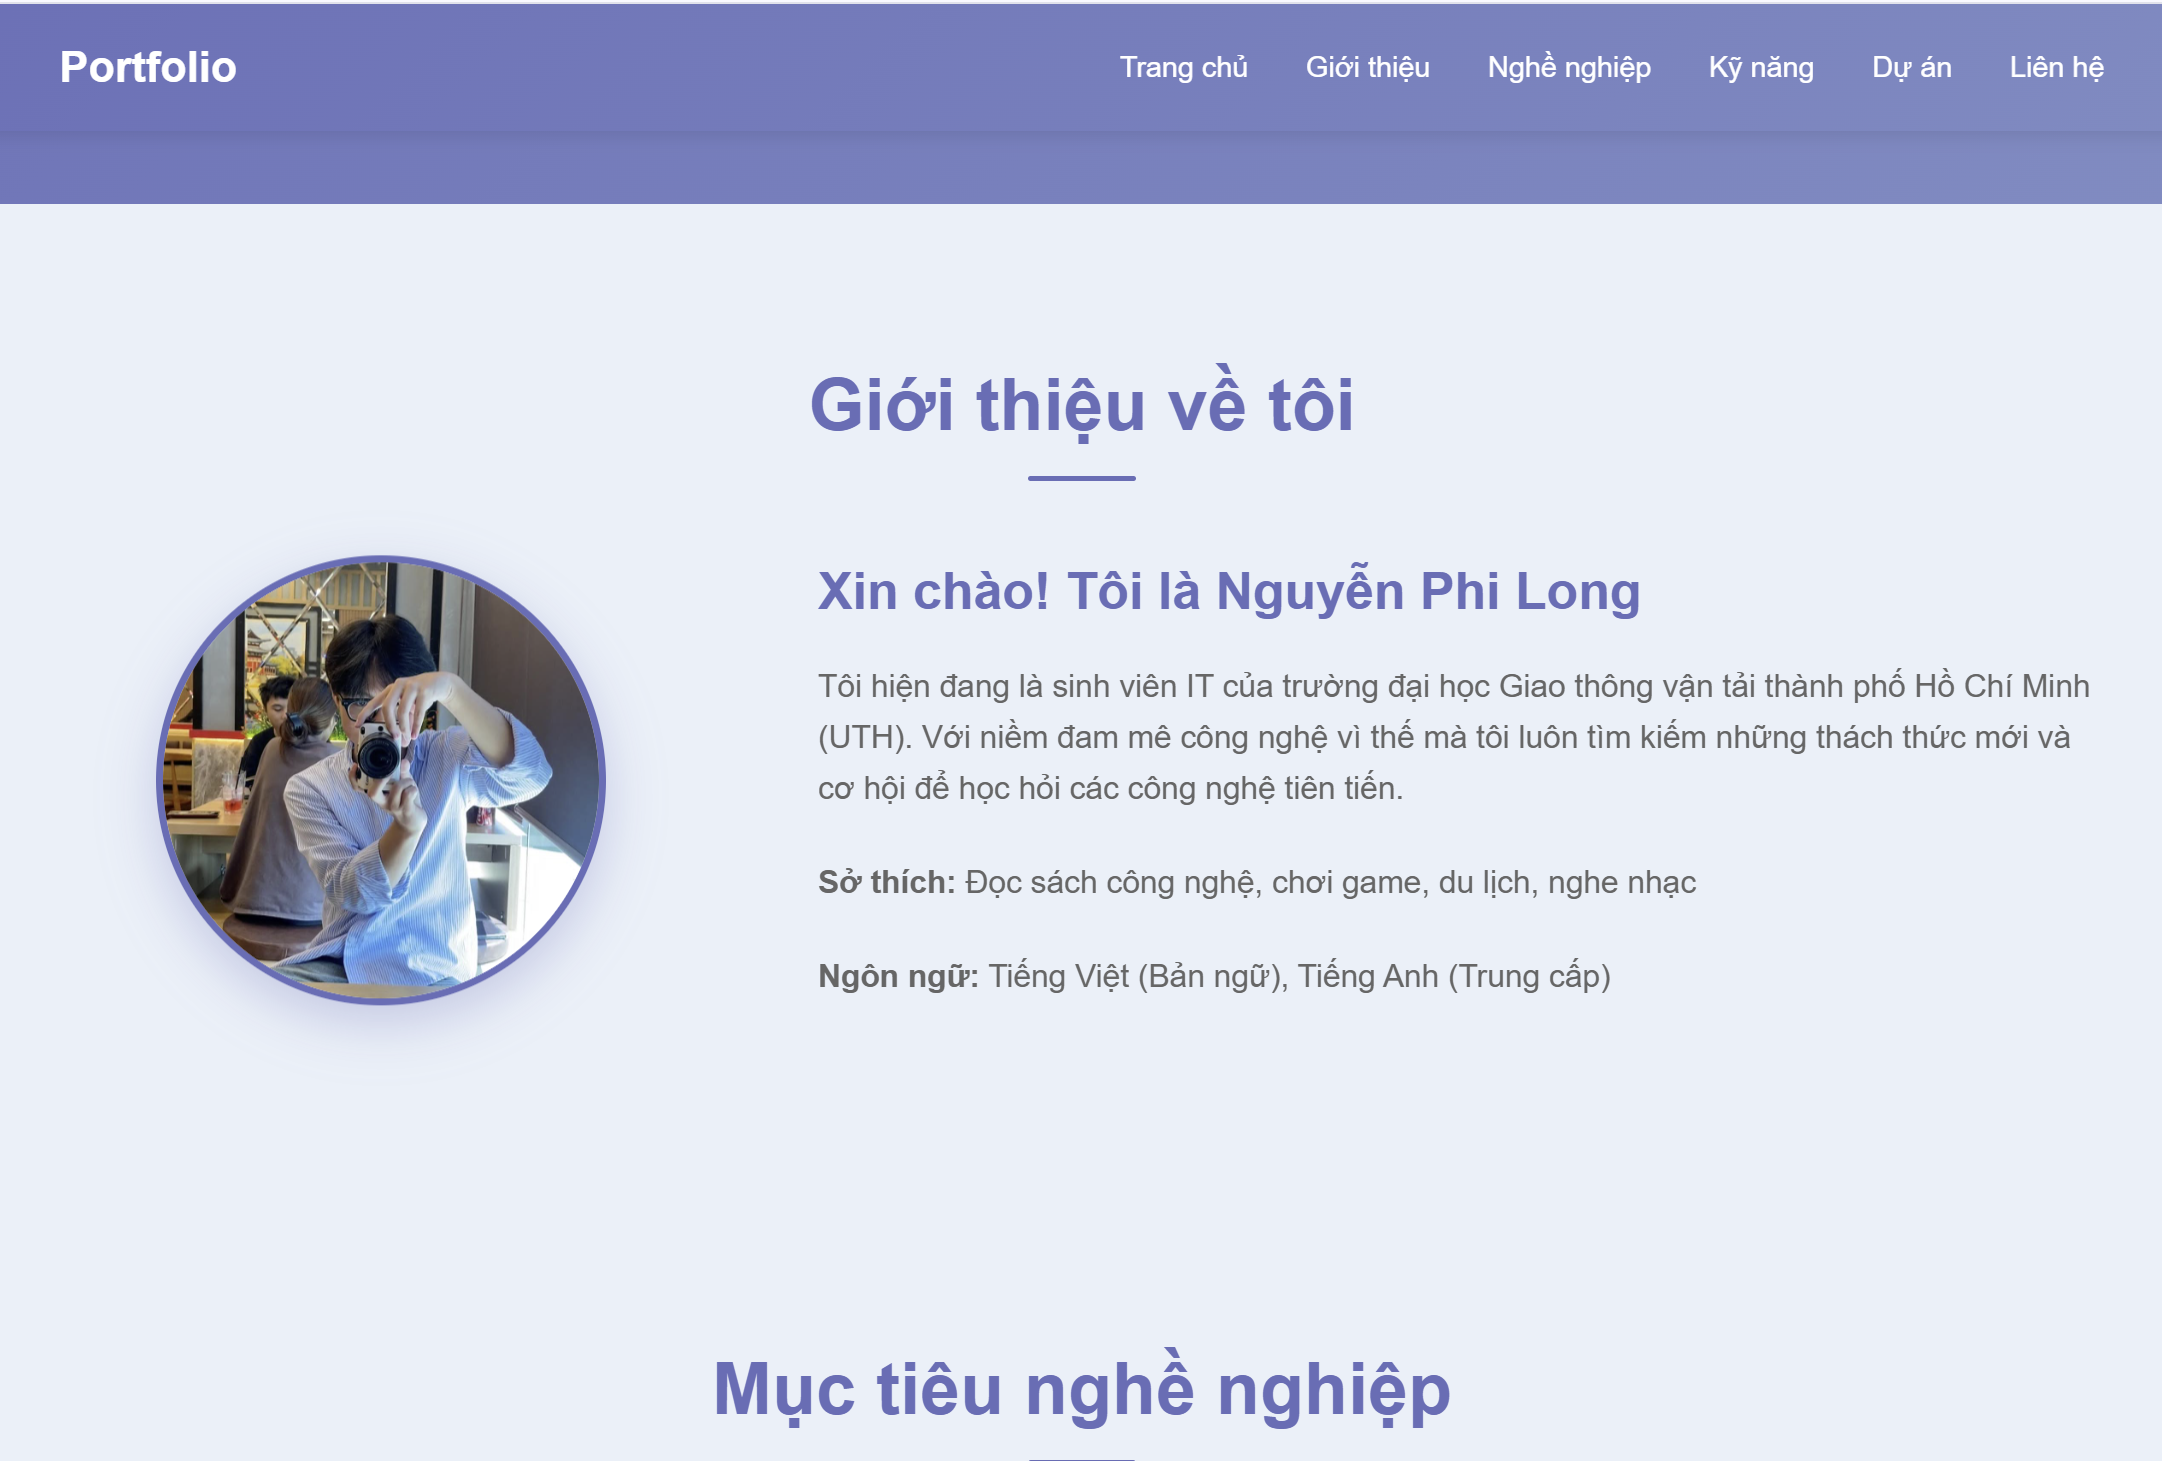 Portfolio
Trang chủ
Giới thiệu
Nghề nghiệp
Kỹ năng
Dự án
Liên hệ
Giới thiệu về tôi
Xin chào! Tôi là Nguyễn Phi Long
Tôi hiện đang là sinh viên IT của trường đại học Giao thông vận tải thành phố Hồ Chí Minh
(UTH). Với niềm đam mê công nghệ vì thế mà tôi luôn tìm kiếm những thách thức mới và
cơ hội để học hỏi các công nghệ tiên tiến.
Sở thích: Đọc sách công nghệ, chơi game, du lịch, nghe nhạc
Ngôn ngữ: Tiếng Việt (Bản ngữ), Tiếng Anh (Trung cấp)
Mục tiêu nghề nghiệp